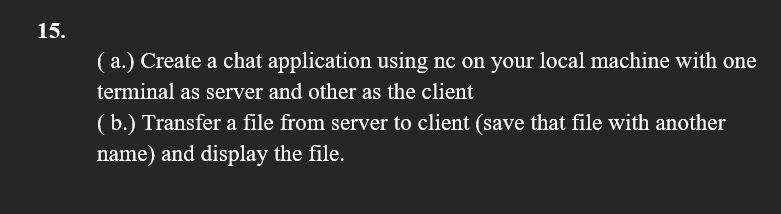 15.
( a.) Create a chat application using nc on your local machine with one
terminal as server and other as the client
( b.) Transfer a file from server to client (save that file with another
name) and display the file.